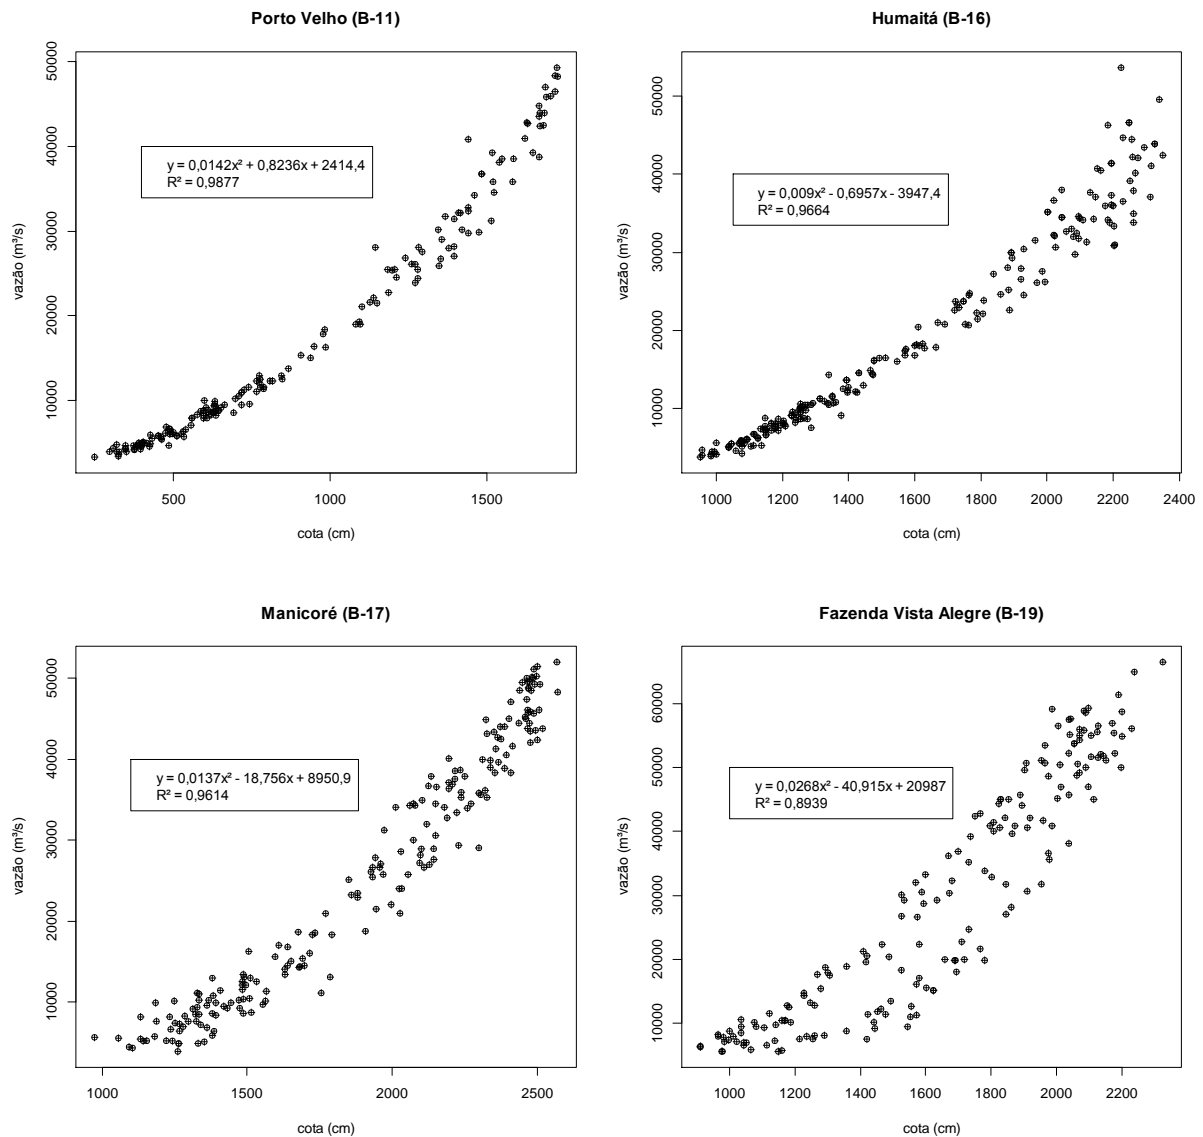 Porto Velho (B-11)
vazão (m³/s)
50000
40000
30000
20000
10000
y = 0,0142x² + 0,8236x + 2414,4
R² = 0,9877
500
1000
1500
cota (cm)
Humaitá (B-16)
vazão (m³/s)
50000
40000
30000
20000
10000
y = 0,009x² - 0,6957x - 3947,4
R² = 0,9664
1000
1200
1400
1600
1800
2000
2200
2400
cota (cm)
Manicoré (B-17)
vazão (m³/s)
50000
40000
30000
20000
10000
y = 0,0137x² - 18,756x + 8950,9
R² = 0,9614
1000
1500
2000
2500
cota (cm)
Fazenda Vista Alegre (B-19)
vazão (m³/s)
60000
50000
40000
30000
20000
10000
y = 0,0268x² - 40,915x + 20987
R² = 0,8939
1000
1200
1400
1600
1800
2000
2200
cota (cm)